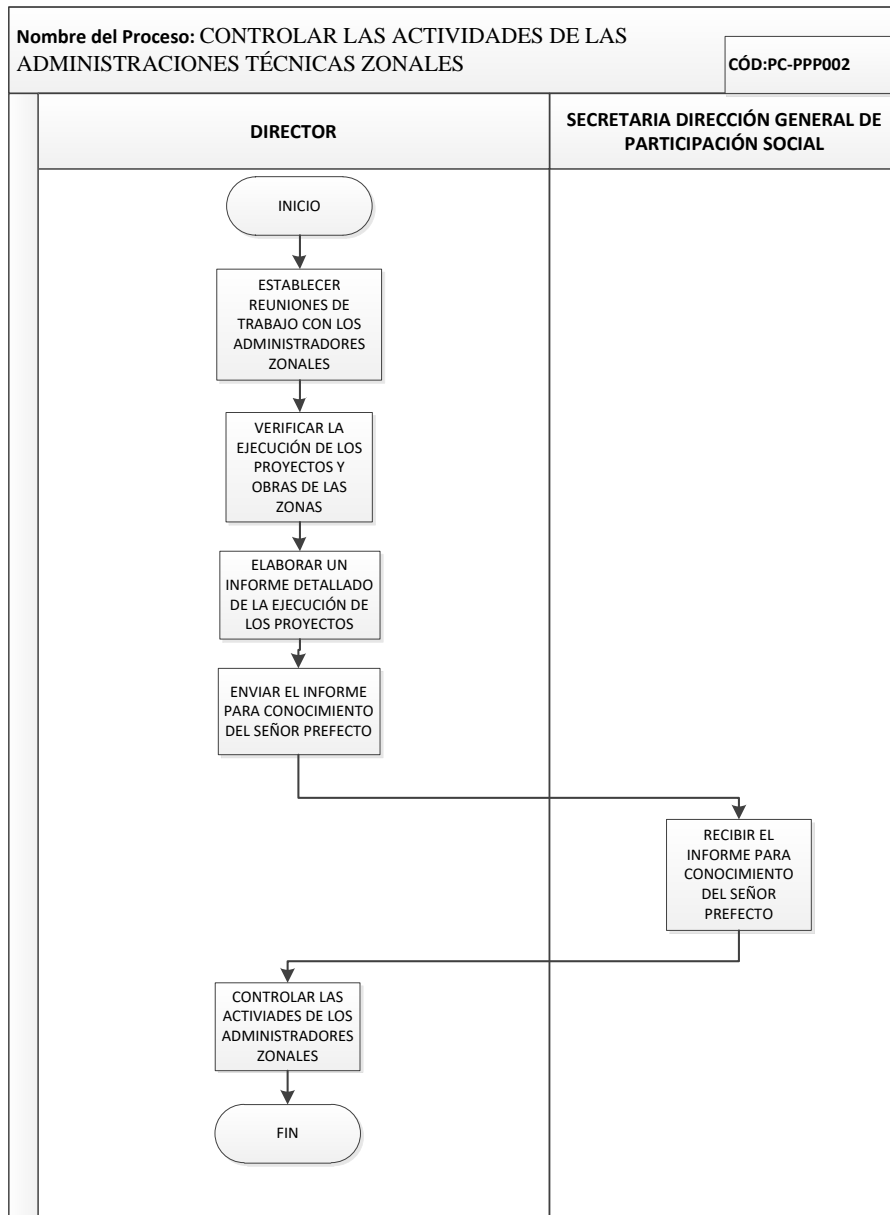 Nombre del Proceso: CONTROLAR LAS ACTIVIDADES DE LAS
ADMINISTRACIONES TÉCNICAS ZONALES
CÓD:PC-PPP002
DIRECTOR
SECRETARIA DIRECCIÓN GENERAL DE
PARTICIPACIÓN SOCIAL
INICIO
ESTABLECER
REUNIONES DE
TRABAJO CON LOS
ADMINISTRADORES
ZONALES
VERIFICAR LA
EJECUCIÓN DE LOS
PROYECTOS Y
OBRAS DE LAS
ZONAS
ELABORAR UN
INFORME DETALLADO
DE LA EJECUCIÓN DE
LOS PROYECTOS
ENVIAR EL INFORME
PARA CONOCIMIENTO
DEL SEÑOR PREFECTO
RECIBIR EL
INFORME PARA
CONOCIMIENTO
DEL SEÑOR
PREFECTO
CONTROLAR LAS
ACTIVIADES DE LOS
ADMINISTRADORES
ZONALES
FIN